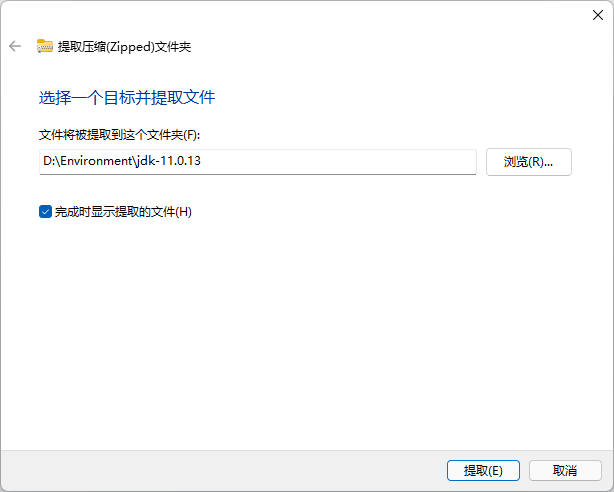 提取压缩(Zipped)文件夹
选择一个目标并提取文件
文件将被提取到这个文件夹(F):
D:\Environment\jdk-11.0.13
浏览(R)...
完成时显示提取的文件(H)
提取(E)
取消